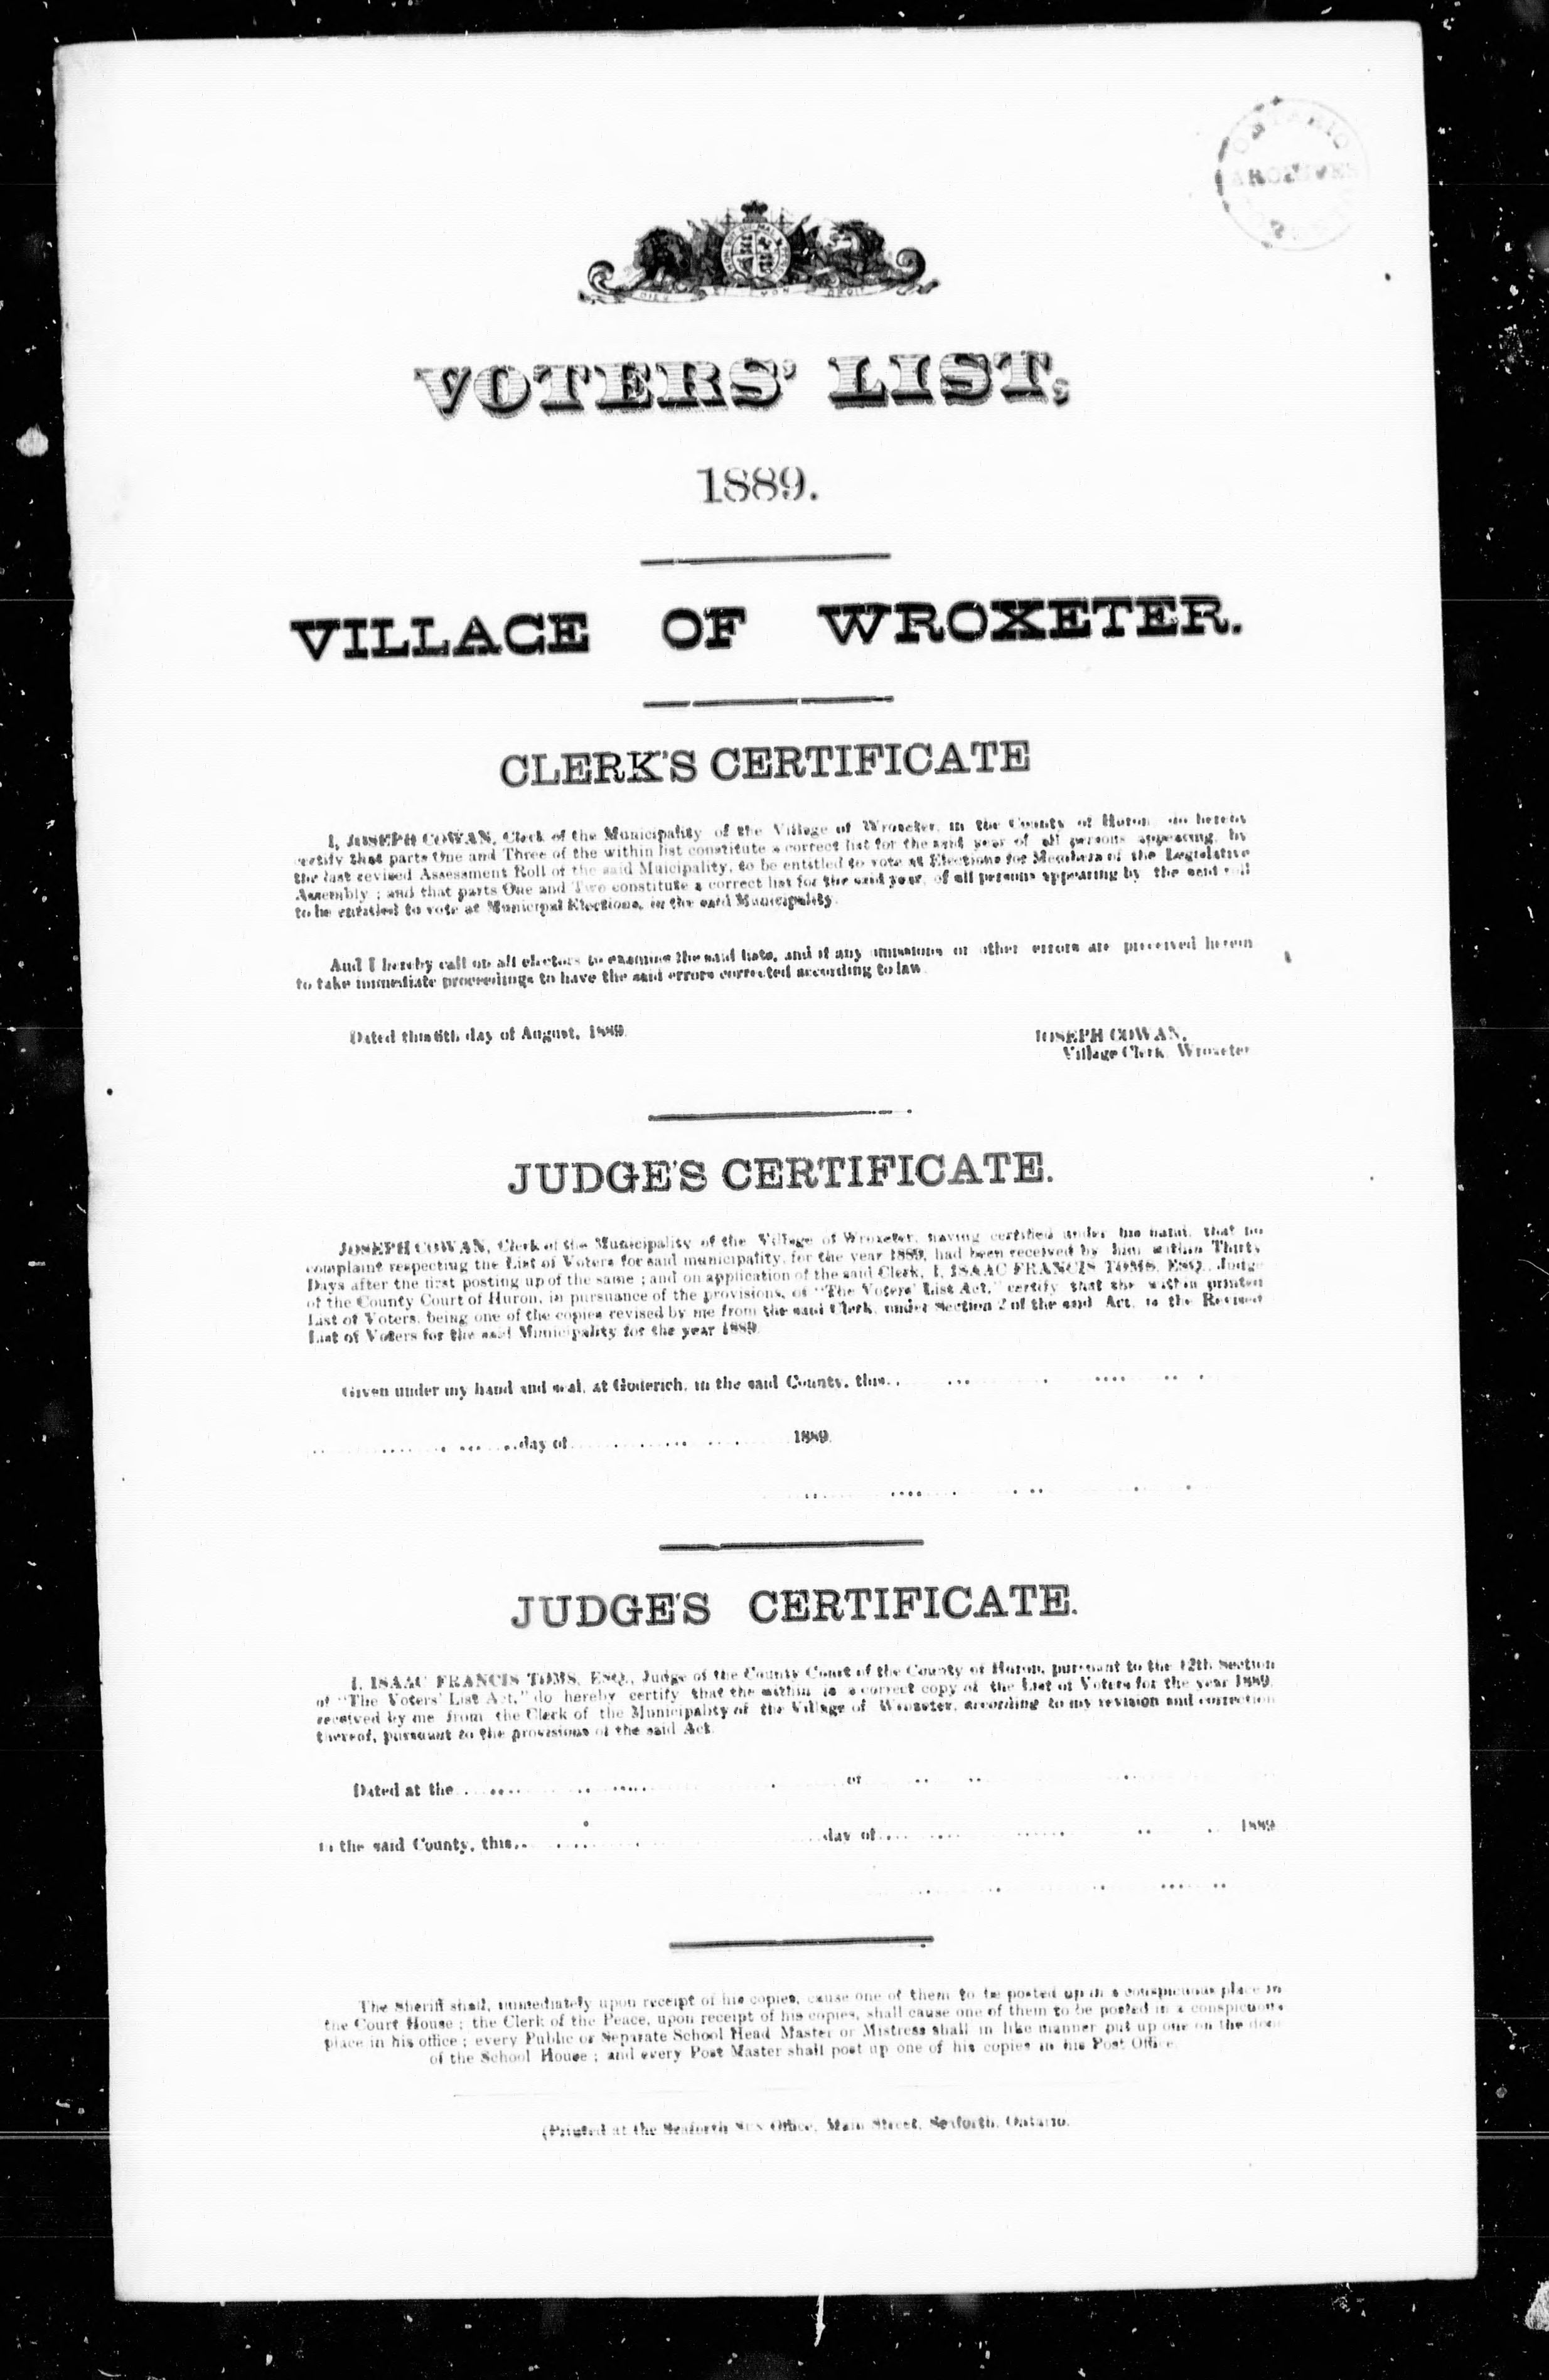 ONTARIO
ARCHIVES
DIEU ET MON DROIT
VOTERS' LIST,
1889.
VILLAGE OF WROXETER.
CLERK'S CERTIFICATE
I, JOSEPH COWAN, Clerk of the Municipality of the Village of Wroxeter, in the County of Huron, do hereby
certify that parts One and Three of the within list constitute a correct list for the said year of all persons appearing by
the last revised Assessment Roll of the said Muicipality, to be entitled to vote at Elections for Members of the Legislative
Assembly ; and that parts One and Two constitute a correct list for the said year, of all persons appearing by the said roll
to be entitled to vote at Municipal Elections, in the said Municipality.
And I hereby call on all electors to examine the said lists, and if any omissions or other errors are preceived herein
to take immediate proceedings to have the said errors corrected according to law.
Dated this 6th day of August, 1889.
JOSEPH COWAN,
Village Clerk, Wroxeter
JUDGE'S CERTIFICATE.
JOSEPH COWAN, Clerk of the Municipality of the Village of Wroxeter, having certified under his hand, that no
complaint respecting the List of Voters for said municipality, for the year 1889, had been received by him within Thirty
Days after the first posting up of the same ; and on application of the said Clerk, I, ISAAC FRANCIS TOMS, ESQ., Judge
of the County Court of Huron, in pursuance of the provisions, of "The Voters' List Act," certify that the within printed
List of Voters, being one of the copies revised by me from the said Clerk, under Section 2 of the said Act, is the Revised
List of Voters for the said Municipality for the year 1889.
Given under my hand and seal, at Goderich, in the said County, this
day of 1889.
JUDGE'S CERTIFICATE.
I, ISAAC FRANCIS TOMS, ESQ., Judge of the County Court of the County of Huron, pursuant to the 12th Section
of "The Voters' List Act," do hereby certify that the within is a correct copy of the List of Voters for the year 1889,
received by me from the Clerk of the Municipality of the Village of Wroxeter, according to my revision and correction
thereof, pursuant to the provisions of the said Act.
Dated at the of
in the said County, this day of 1889
The Sheriff shall, immediately upon receipt of his copies, cause one of them to be posted up in a conspicuous place in
the Court House ; the Clerk of the Peace, upon receipt of his copies, shall cause one of them to be posted in a conspicuous
place in his office ; every Public or Separate School Head Master or Mistress shall in like manner put up one on the door
of the School House ; and every Post Master shall post up one of his copies in his Post Office.
(Printed at the Seaforth SUN Office, Main Street, Seaforth, Ontario.